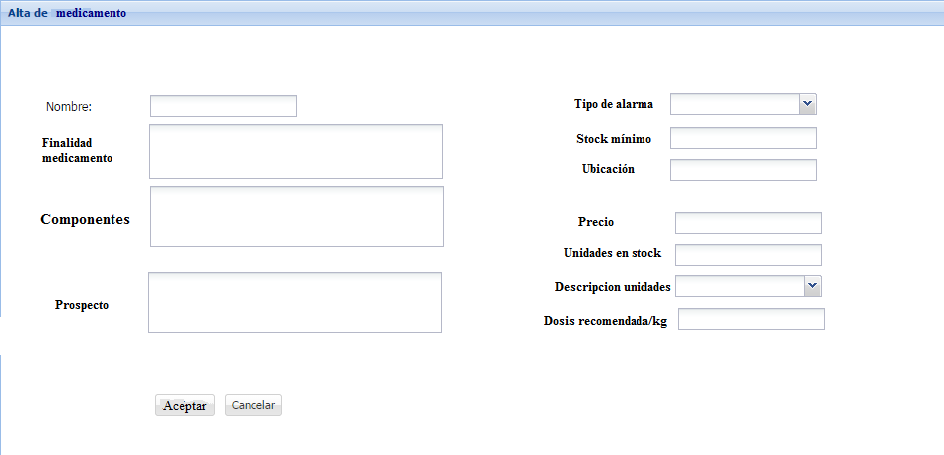 Alta de medicamento
Nombre:
Finalidad
medicamento
Componentes
Prospecto
Tipo de alarma
Stock mínimo
Ubicación
Precio
Unidades en stock
Descripcion unidades
Dosis recomendada/kg
Aceptar
Cancelar